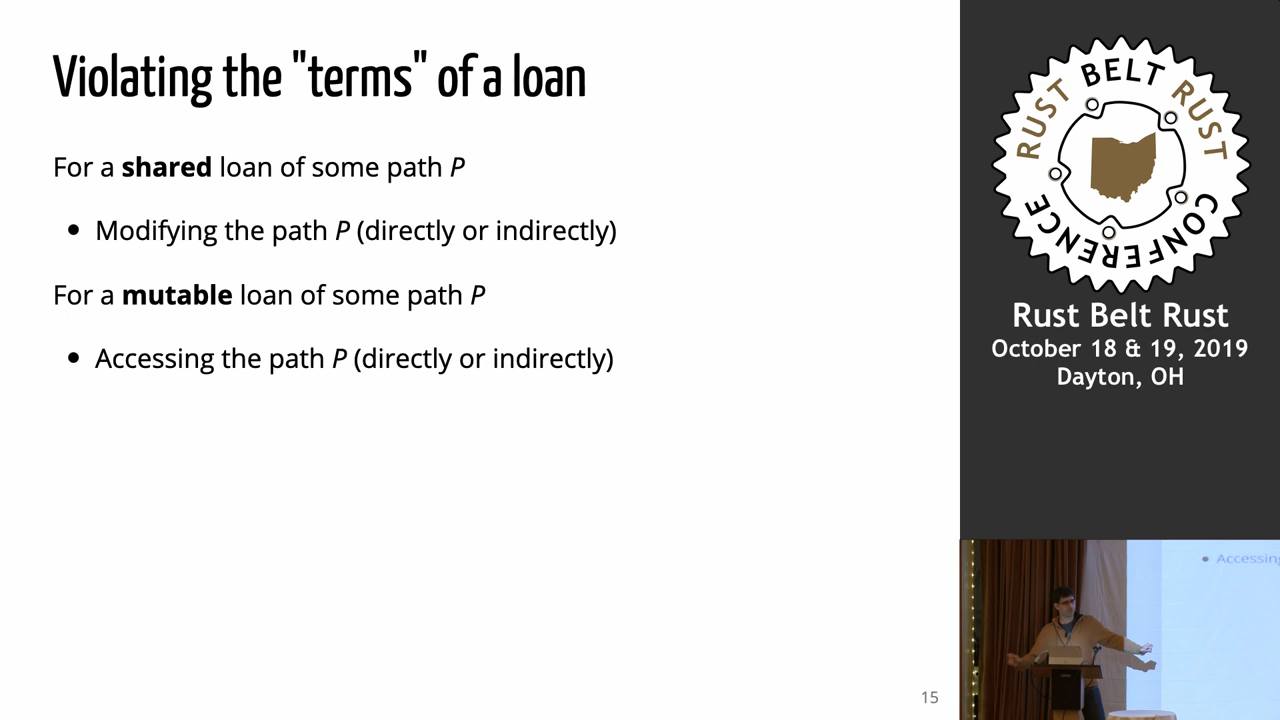 Violating the "terms" of a loan
For a shared loan of some path P
• Modifying the path P (directly or indirectly)
For a mutable loan of some path P
• Accessing the path P (directly or indirectly)
15
RUST BELT RUST
CONFERENCE
Rust Belt Rust
October 18 & 19, 2019
Dayton, OH
• Accessing